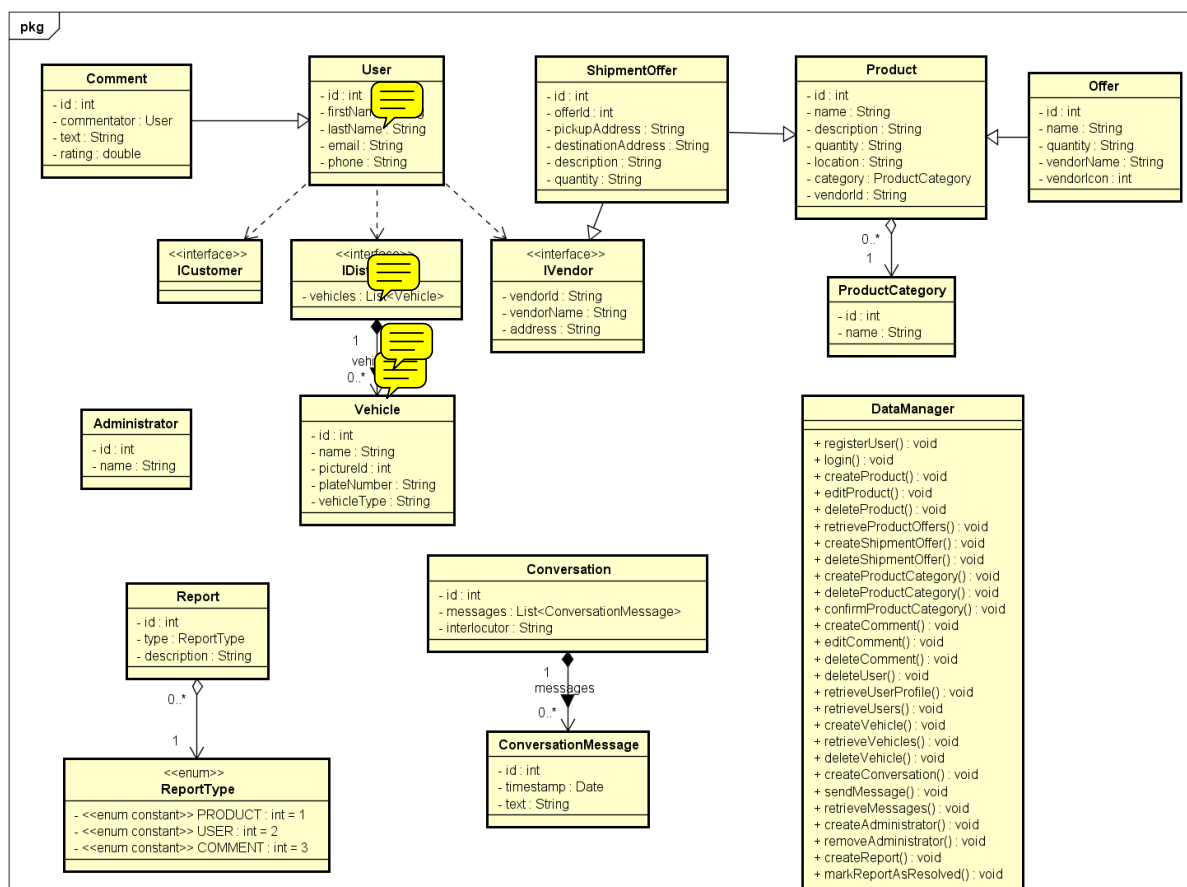 pkg
Comment
- id : int
- commentator : User
- text : String
- rating : double
User
- id : int
- lastName : String
- email : String
- phone : String
ShipmentOffer
- id : int
- offerId : int
- pickupAddress : String
- destinationAddress : String
- description : String
- quantity : String
Product
- id : int
- name : String
- description : String
- quantity : String
- location : String
- category : ProductCategory
- vendorId : String
Offer
- id : int
- name : String
- quantity : String
- vendorName : String
- vendorIcon : int
<<interface>>
ICustomer
- vehicles : List<Vehicle>
<<interface>>
IVendor
- vendorId : String
- vendorName : String
- address : String
0..*
1
ProductCategory
- id : int
- name : String
1
0..*
Vehicle
- id : int
- name : String
- pictureId : int
- plateNumber : String
- vehicleType : String
Administrator
- id : int
- name : String
DataManager
+ registerUser() : void
+ login() : void
+ createProduct() : void
+ editProduct() : void
+ deleteProduct() : void
+ retrieveProductOffers() : void
+ createShipmentOffer() : void
+ deleteShipmentOffer() : void
+ createProductCategory() : void
+ deleteProductCategory() : void
+ confirmProductCategory() : void
+ createComment() : void
+ editComment() : void
+ deleteComment() : void
+ deleteUser() : void
+ retrieveUserProfile() : void
+ retrieveUsers() : void
+ createVehicle() : void
+ retrieveVehicles() : void
+ deleteVehicle() : void
+ createConversation() : void
+ sendMessage() : void
+ retrieveMessages() : void
+ createAdministrator() : void
+ removeAdministrator() : void
+ createReport() : void
+ markReportAsResolved() : void
Report
- id : int
- type : ReportType
- description : String
0..*
1
<<enum>>
ReportType
- <<enum constant>> PRODUCT : int = 1
- <<enum constant>> USER : int = 2
- <<enum constant>> COMMENT : int = 3
Conversation
- id : int
- messages : List<ConversationMessage>
- interlocutor : String
1
messages
0..*
ConversationMessage
- id : int
- timestamp : Date
- text : String